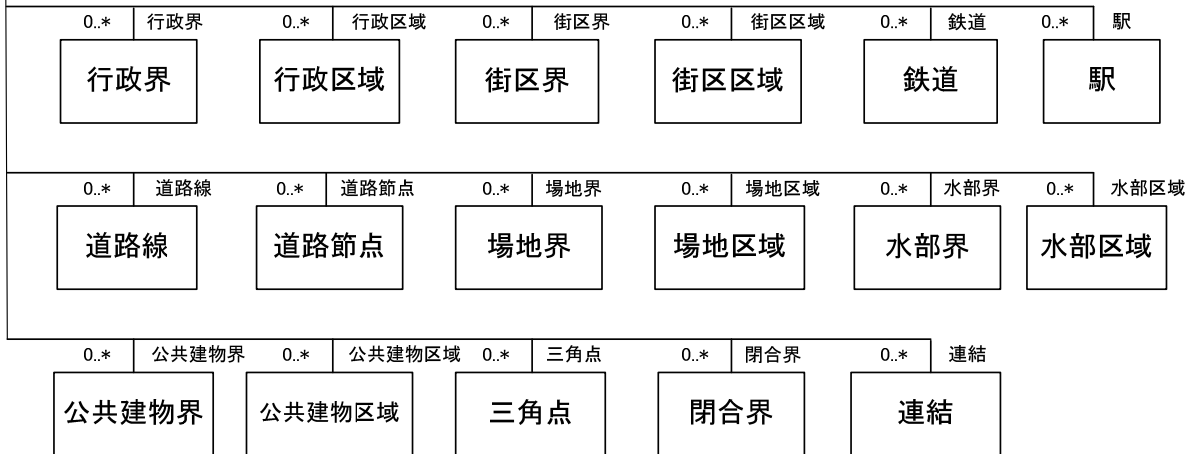 0..* 行政界 0..* 行政区域 0..* 街区界 0..* 街区区域 0..* 鉄道 0..* 駅
行政界 行政区域 街区界 街区区域 鉄道 駅
0..* 道路線 0..* 道路節点 0..* 場地界 0..* 場地区域 0..* 水部界 0..* 水部区域
道路線 道路節点 場地界 場地区域 水部界 水部区域
0..* 公共建物界 0..* 公共建物区域 0..* 三角点 0..* 閉合界 0..* 連結
公共建物界 公共建物区域 三角点 閉合界 連結